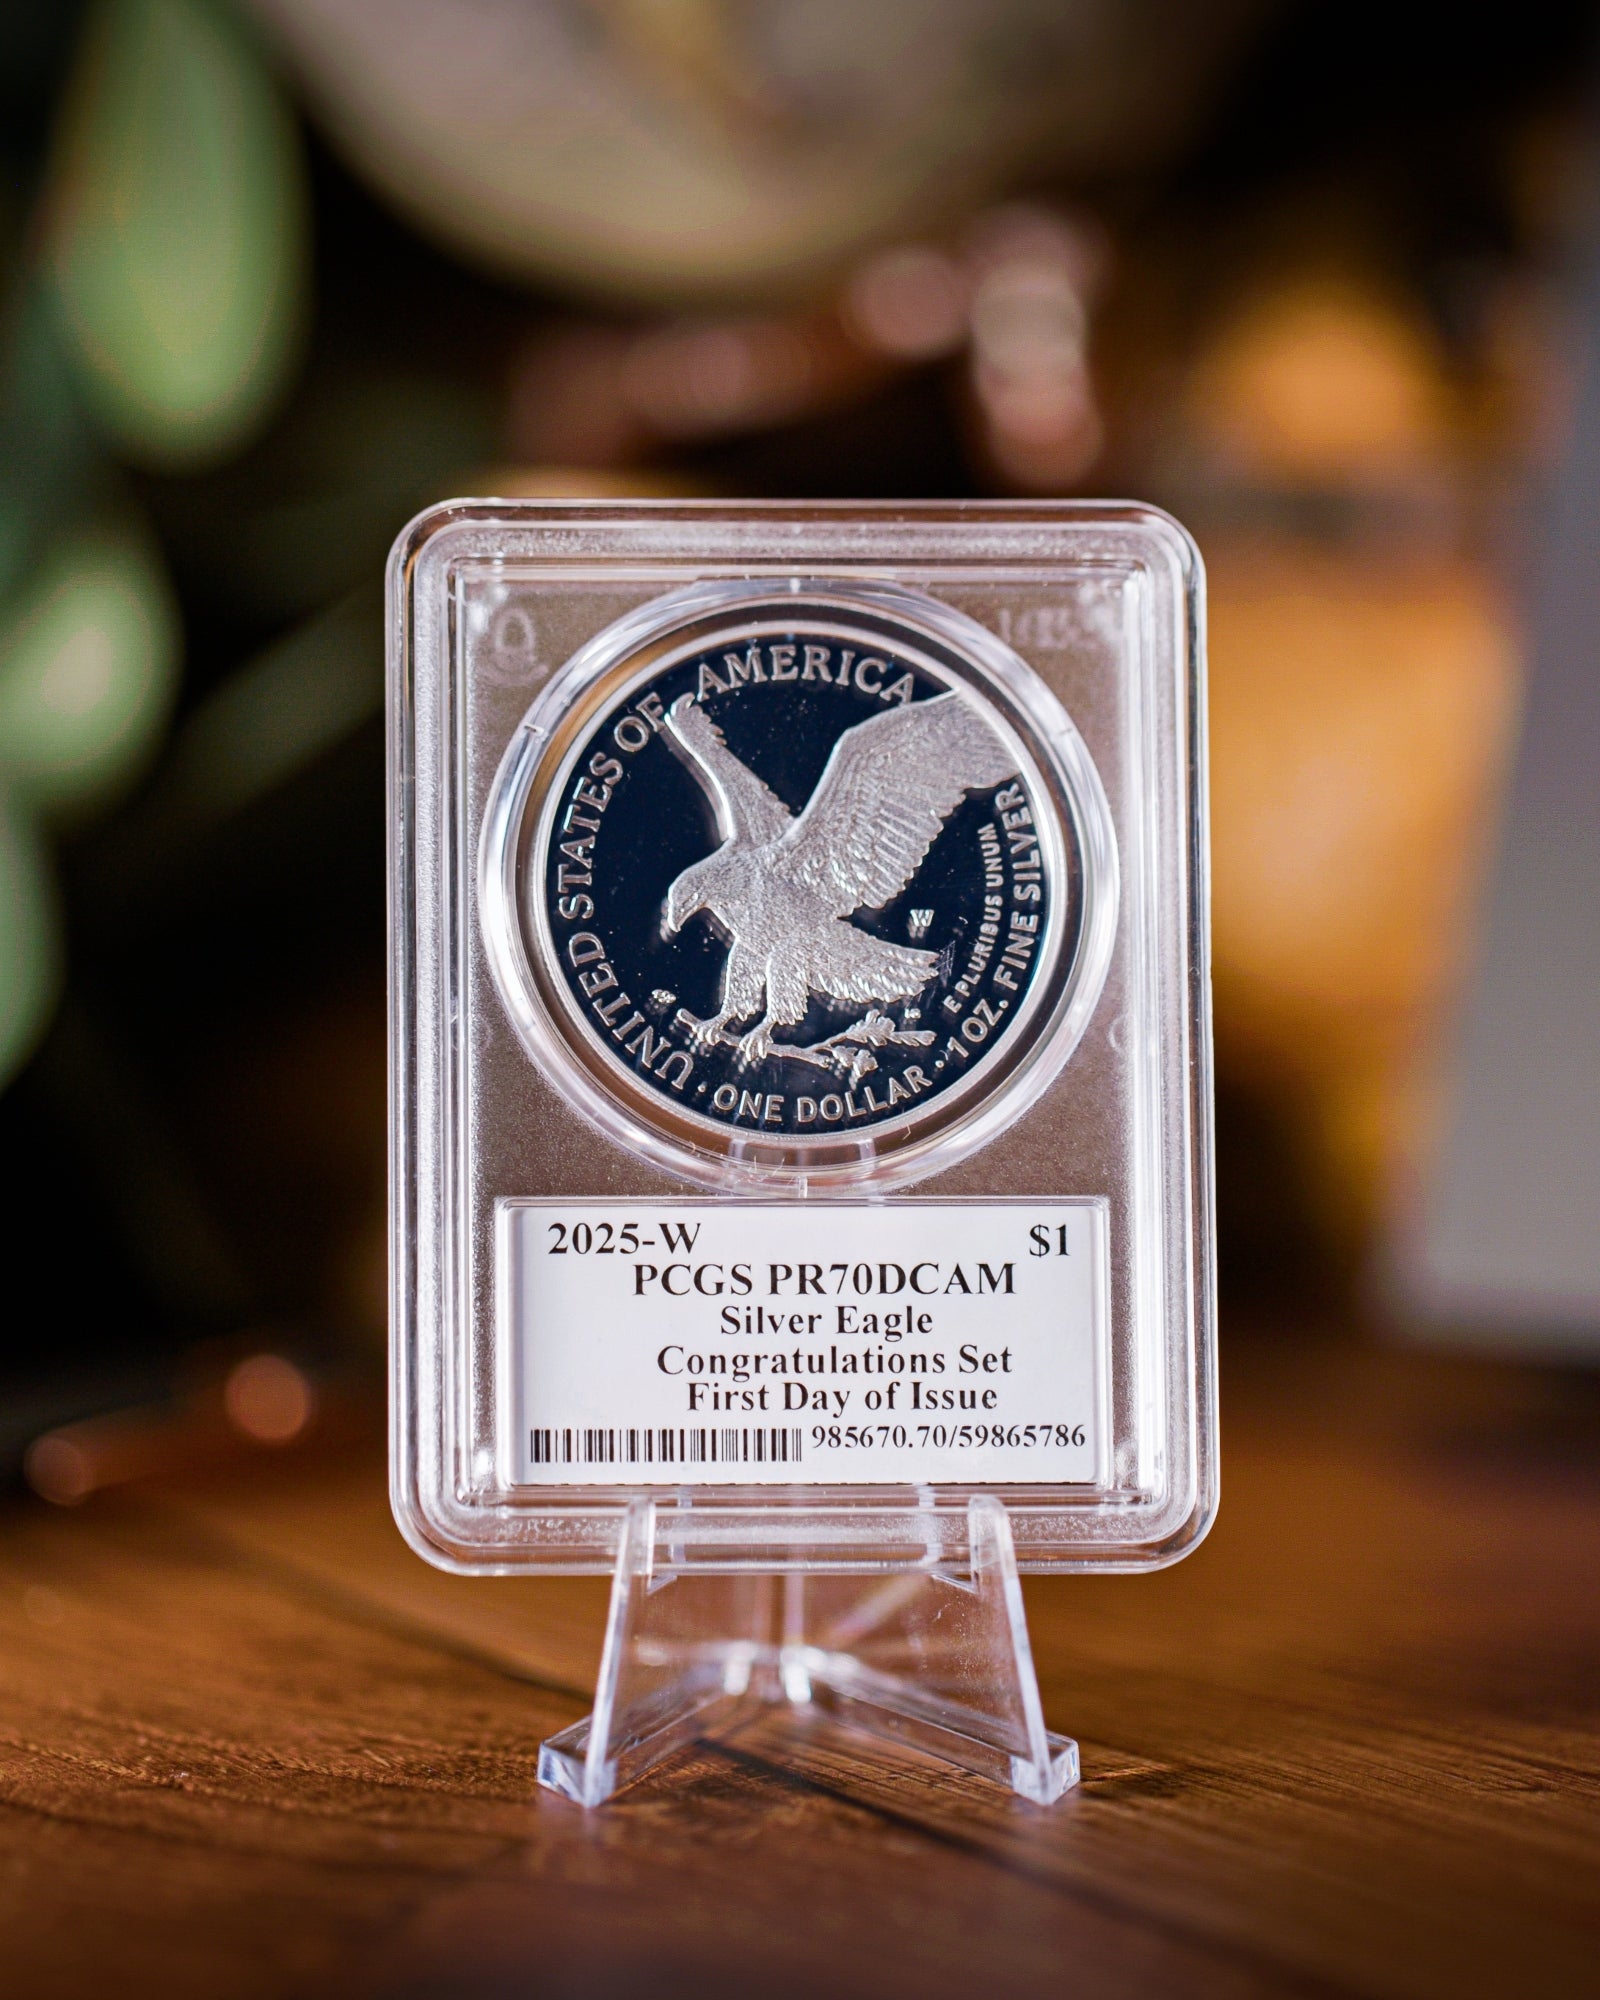 UNITED STATES OF AMERICA
W
E PLURIBUS UNUM
· ONE DOLLAR · 1 OZ. FINE SILVER
2025-W $1
PCGS PR70DCAM
Silver Eagle
Congratulations Set
First Day of Issue
985670.70/59865786